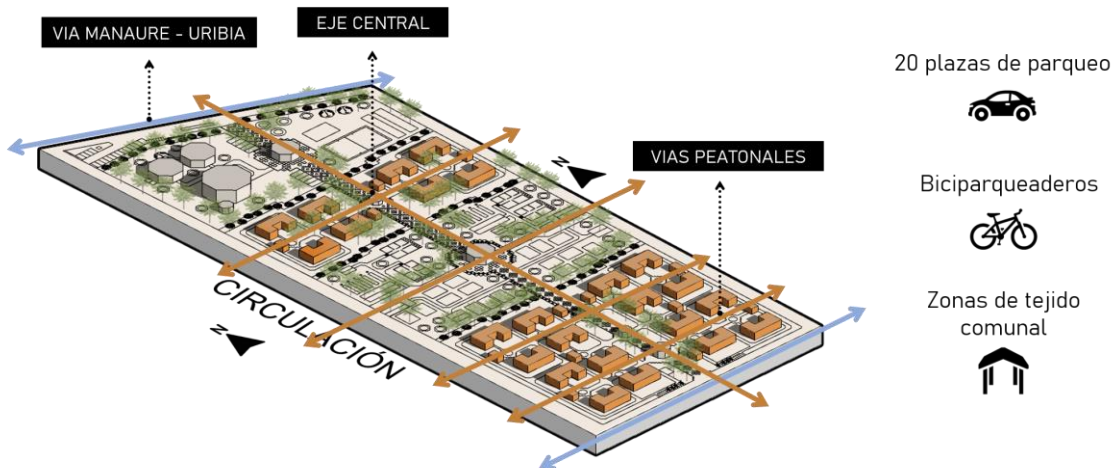 VIA MANAURE - URIBIA
EJE CENTRAL
VIAS PEATONALES
N
N
CIRCULACIÓN
20 plazas de parqueo
Biciparqueaderos
Zonas de tejido
comunal